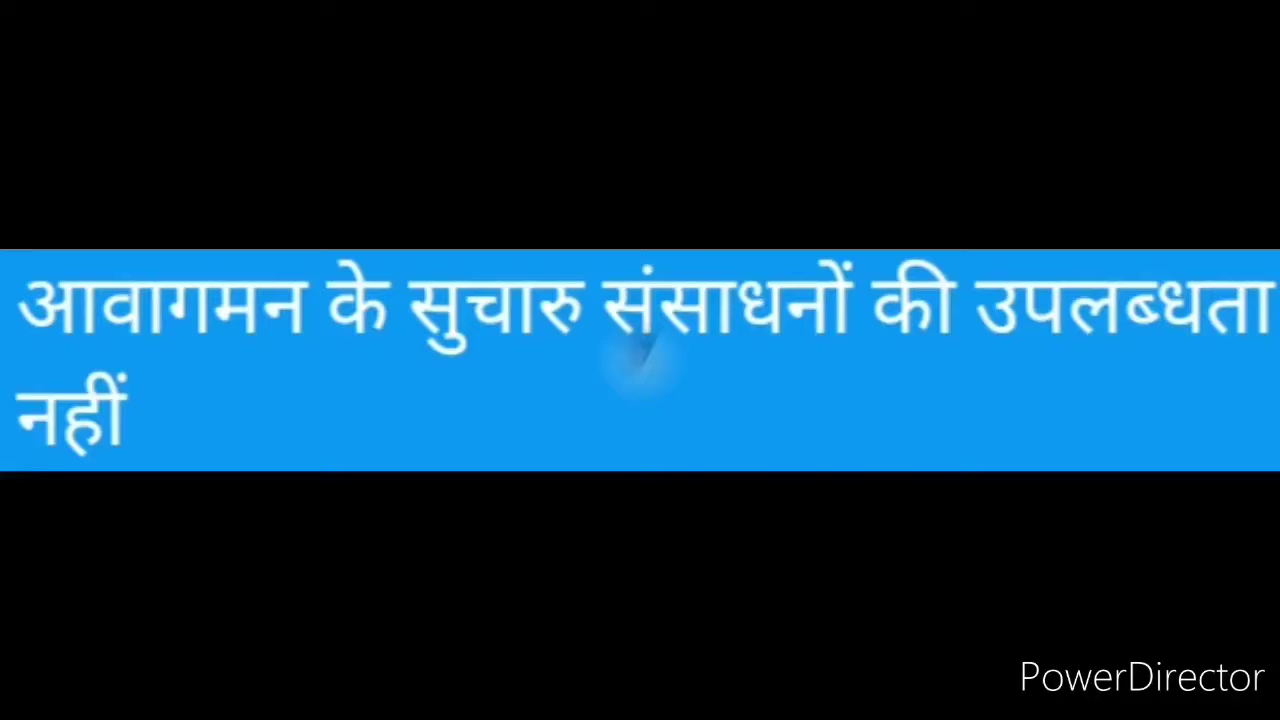 आवागमन के सुचारु संसाधनों की उपलब्धता
नहीं
PowerDirector